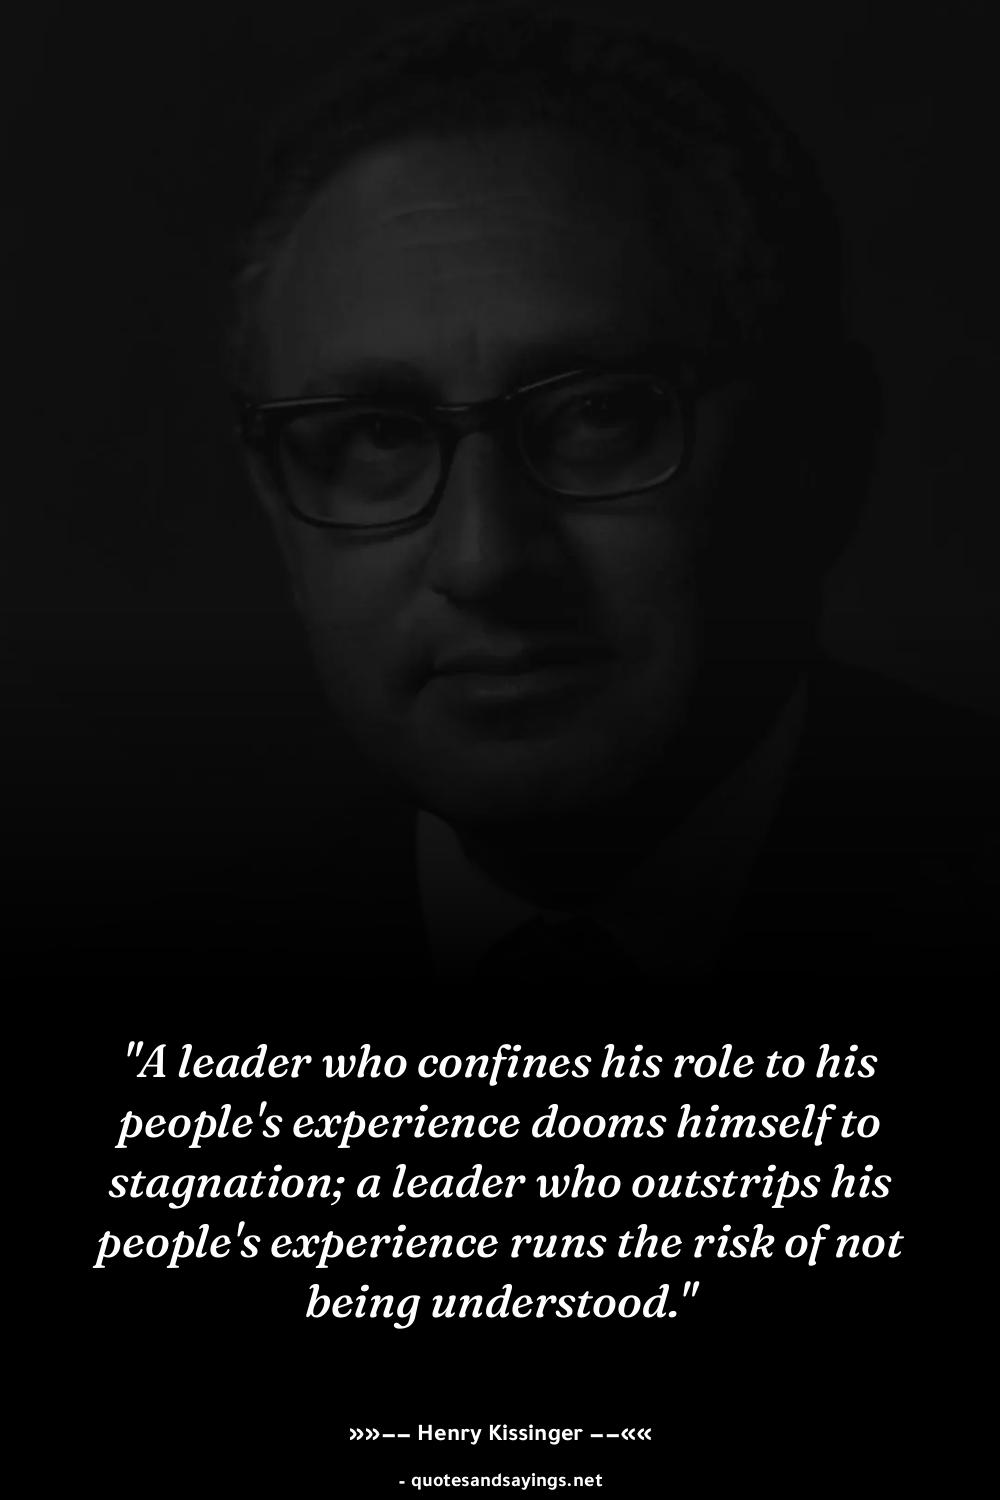 "A leader who confines his role to his
people's experience dooms himself to
stagnation; a leader who outstrips his
people's experience runs the risk of not
being understood."
»»–– Henry Kissinger ––««
- quotesandsayings.net